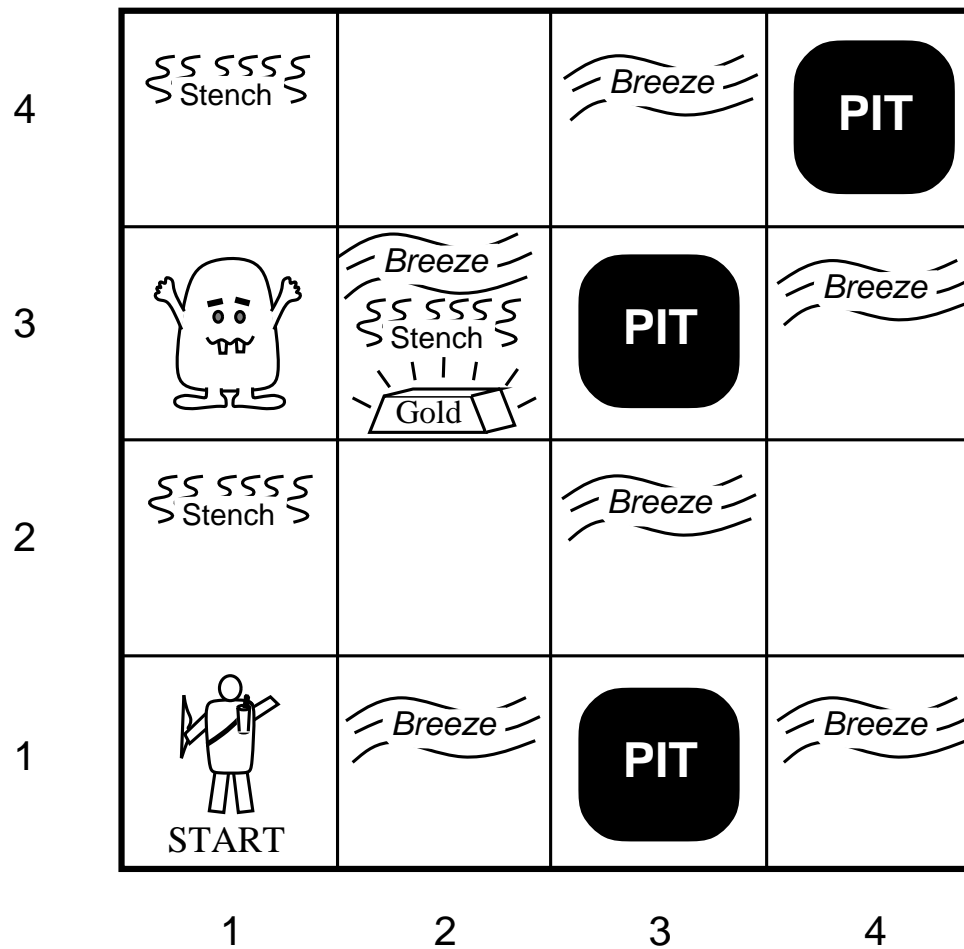 4
Stench
Breeze
PIT
3
Breeze
Stench
Gold
PIT
Breeze
2
Stench
Breeze
1
START
Breeze
PIT
Breeze
1 2 3 4